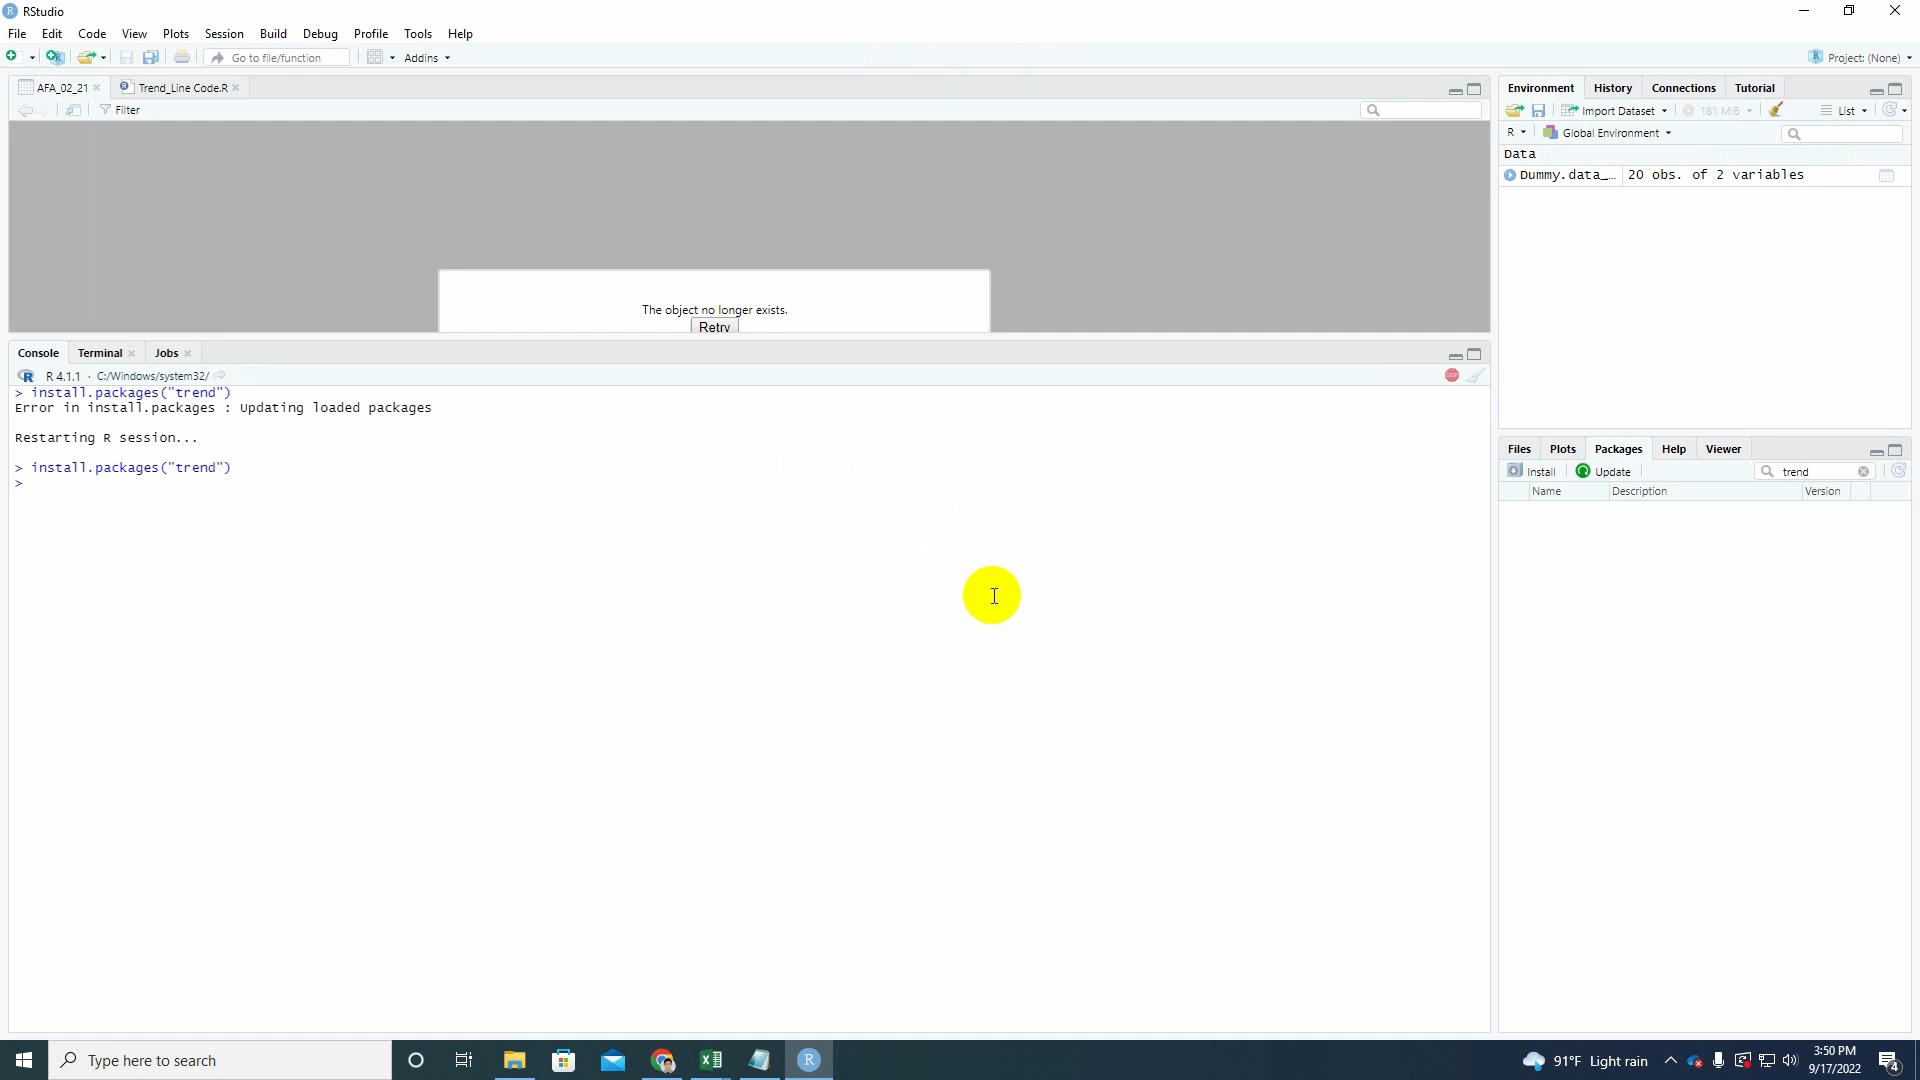 RStudio
File Edit Code View Plots Session Build Debug Profile Tools Help
Go to file/function Addins Project: (None)
AFA_02_21 Trend_Line Code.R
Filter
The object no longer exists.
Retry
Console Terminal Jobs
R 4.1.1 · C:/Windows/system32/
> install.packages("trend")
Error in install.packages : Updating loaded packages
Restarting R session...
> install.packages("trend")
>
Environment History Connections Tutorial
Import Dataset 181 MiB List
R Global Environment
Data
Dummy.data_... 20 obs. of 2 variables
Files Plots Packages Help Viewer
Install Update trend
Name Description Version
Type here to search
91°F Light rain
3:50 PM
9/17/2022
4